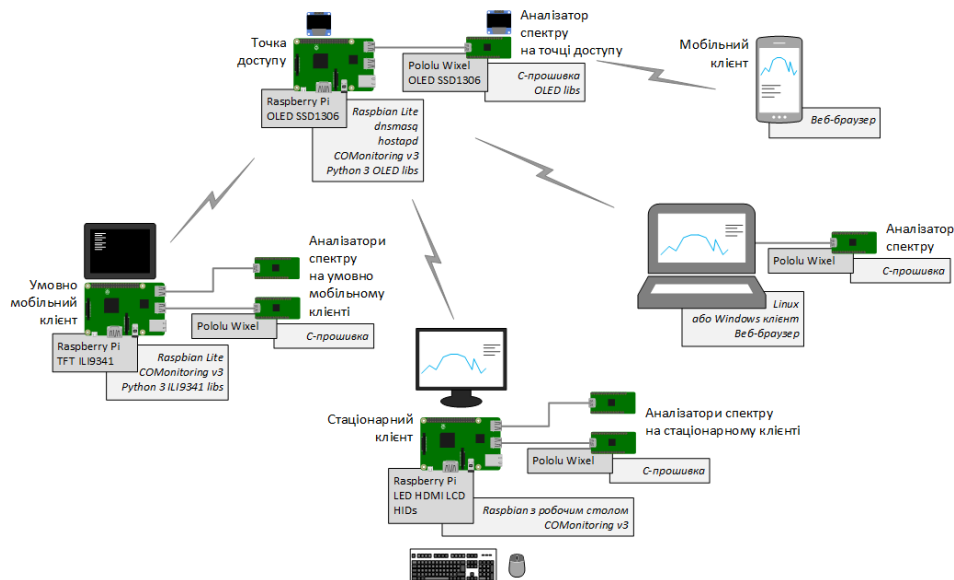 Точка
доступу
Raspberry Pi
OLED SSD1306
Raspbian Lite
dnsmasq
hostapd
COMonitoring v3
Python 3 OLED libs
Аналізатор
спектру
на точці доступу
Pololu Wixel
OLED SSD1306
C-прошивка
OLED libs
Мобільний
клієнт
Веб-браузер
Умовно
мобільний
клієнт
Raspberry Pi
TFT ILI9341
Raspbian Lite
COMonitoring v3
Python 3 ILI9341 libs
Аналізатори
спектру
на умовно
мобільному
клієнті
Pololu Wixel
C-прошивка
Аналізатор
спектру
Pololu Wixel
C-прошивка
Linux
або Windows клієнт
Веб-браузер
Стаціонарний
клієнт
Raspberry Pi
LED HDMI LCD
HIDs
Raspbian з робочим столом
COMonitoring v3
Аналізатори спектру
на стаціонарному клієнті
Pololu Wixel
C-прошивка